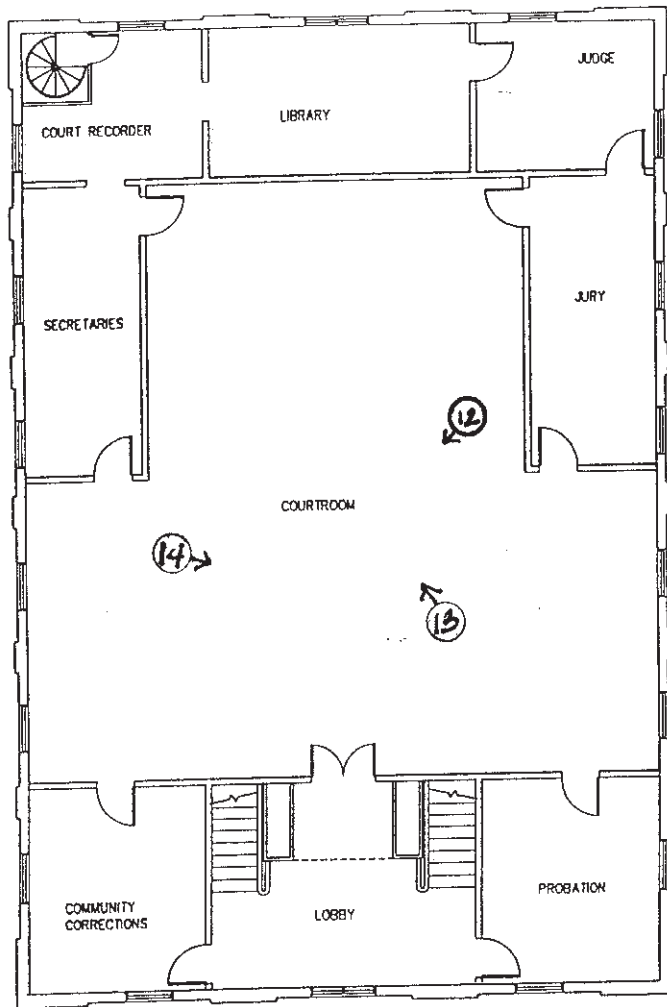 JUDGE
LIBRARY
COURT RECORDER
JURY
SECRETARIES
12
COURTROOM
14
13
COMMUNITY
CORRECTIONS
LOBBY
PROBATION